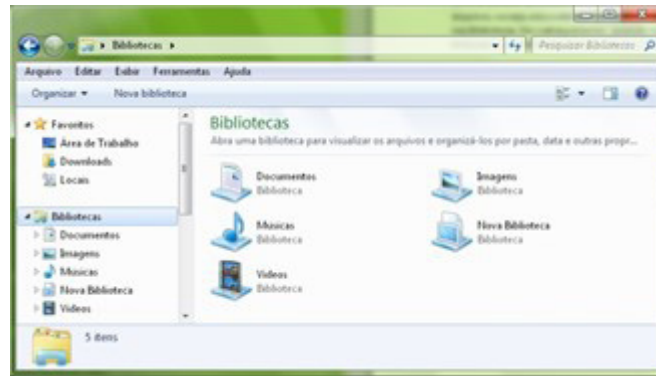 Bibliotecas
Pesquisar Bibliotecas
Arquivo Editar Exibir Ferramentas Ajuda
Organizar Nova biblioteca
Favoritos
Área de Trabalho
Downloads
Locais
Bibliotecas
Documentos
Imagens
Músicas
Nova Biblioteca
Vídeos
Bibliotecas
Abra uma biblioteca para visualizar os arquivos e organizá-los por pasta, data e outras propr...
Documentos
Biblioteca
Imagens
Biblioteca
Músicas
Biblioteca
Nova Biblioteca
Biblioteca
Vídeos
Biblioteca
5 itens